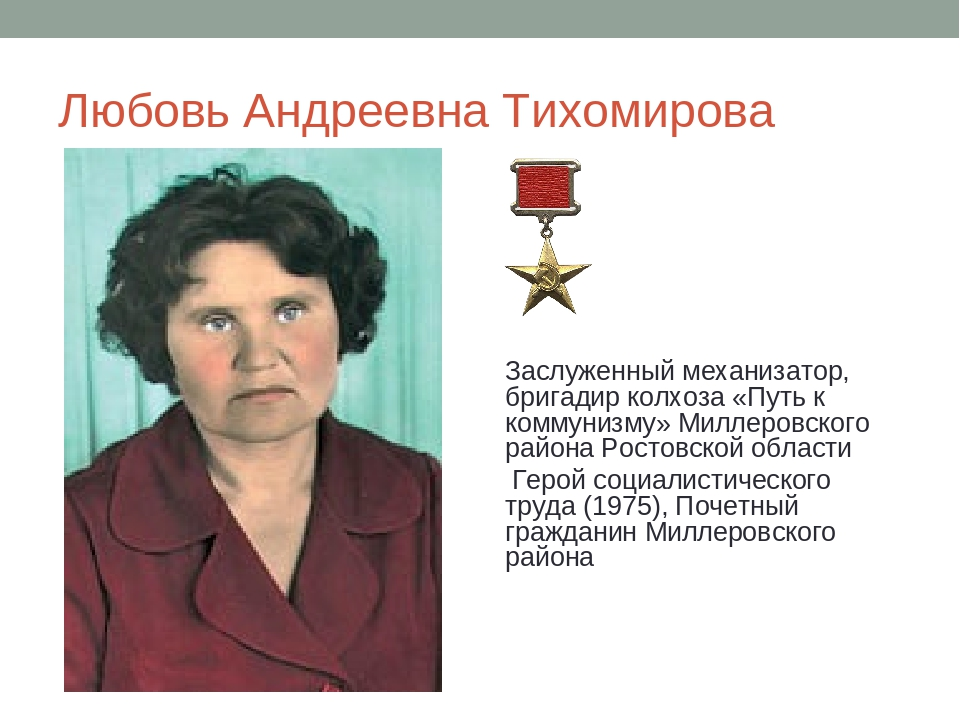 Любовь Андреевна Тихомирова
Заслуженный механизатор,
бригадир колхоза «Путь к
коммунизму» Миллеровского
района Ростовской области
Герой социалистического
труда (1975), Почетный
гражданин Миллеровского
района